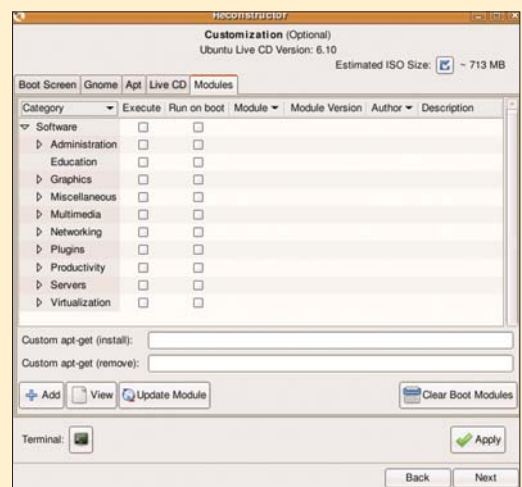 Reconstructor
Customization (Optional)
Ubuntu Live CD Version: 6.10
Estimated ISO Size: ~ 713 MB
Boot Screen Gnome Apt Live CD Modules
Category Execute Run on boot Module Module Version Author Description
Software
Administration
Education
Graphics
Miscellaneous
Multimedia
Networking
Plugins
Productivity
Servers
Virtualization
Custom apt-get (install):
Custom apt-get (remove):
Add View Update Module Clear Boot Modules
Terminal: Apply
Back Next